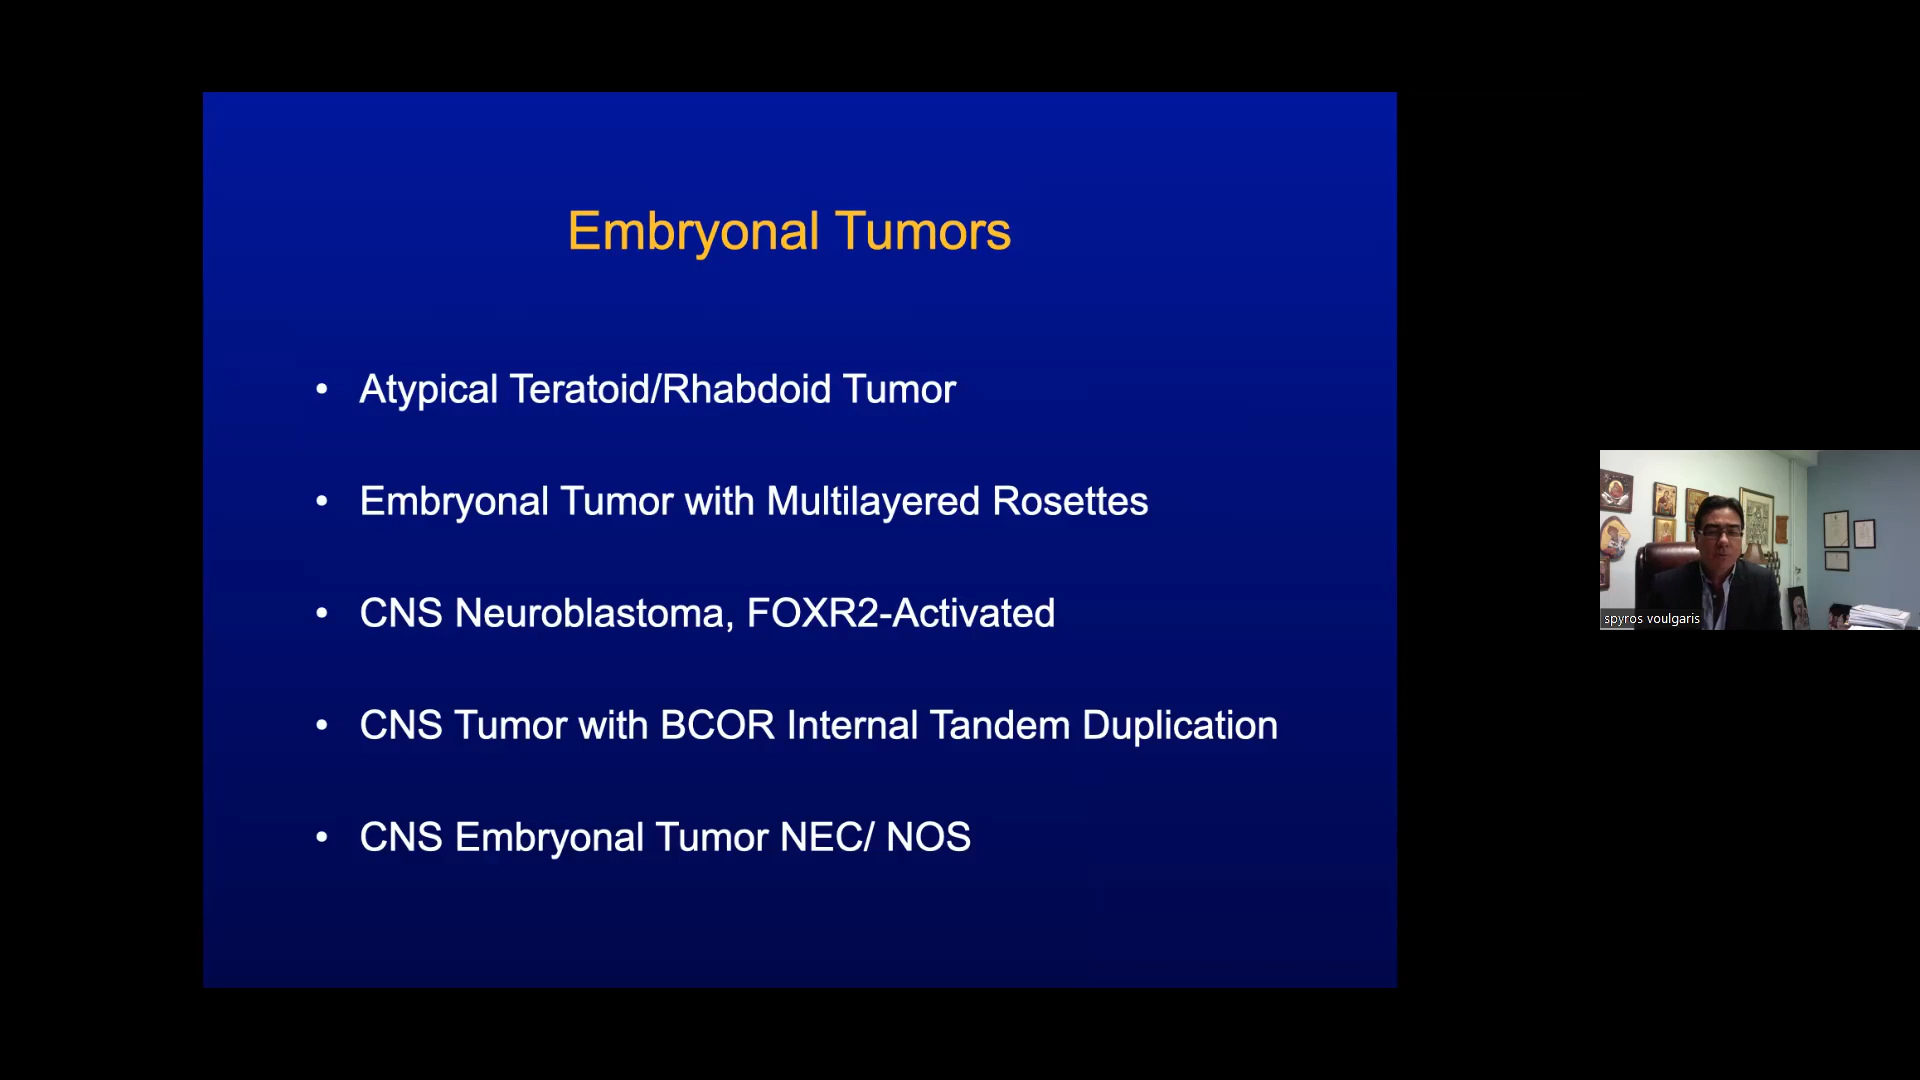 Embryonal Tumors
• Atypical Teratoid/Rhabdoid Tumor
• Embryonal Tumor with Multilayered Rosettes
• CNS Neuroblastoma, FOXR2-Activated
• CNS Tumor with BCOR Internal Tandem Duplication
• CNS Embryonal Tumor NEC/ NOS
spyros voulgaris